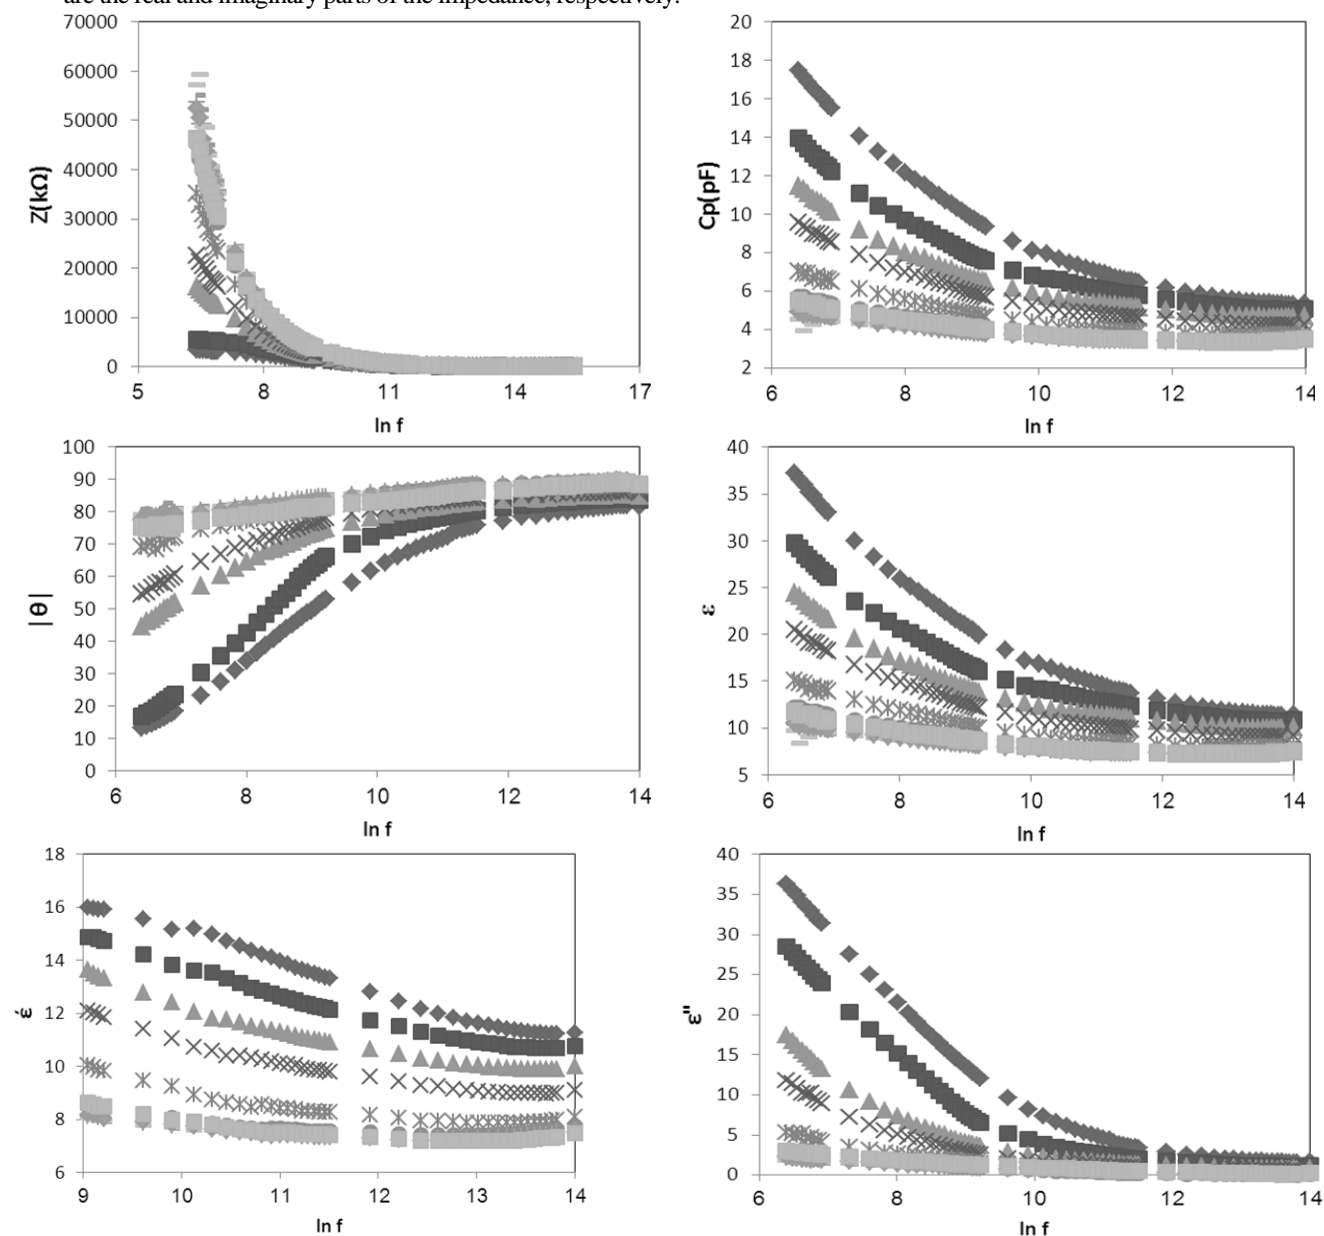 are the real and imaginary parts of the impedance, respectively.
70000
60000
50000
40000
30000
20000
10000
0
Z(kΩ)
5 8 11 14 17
ln f
20
18
16
14
12
10
8
6
4
2
Cp(pF)
6 8 10 12 14
ln f
100
90
80
70
60
50
40
30
20
10
0
|θ|
6 8 10 12 14
ln f
40
35
30
25
20
15
10
5
ε
6 8 10 12 14
ln f
18
16
14
12
10
8
6
έ
9 10 11 12 13 14
ln f
40
35
30
25
20
15
10
5
0
ε"
6 8 10 12 14
ln f